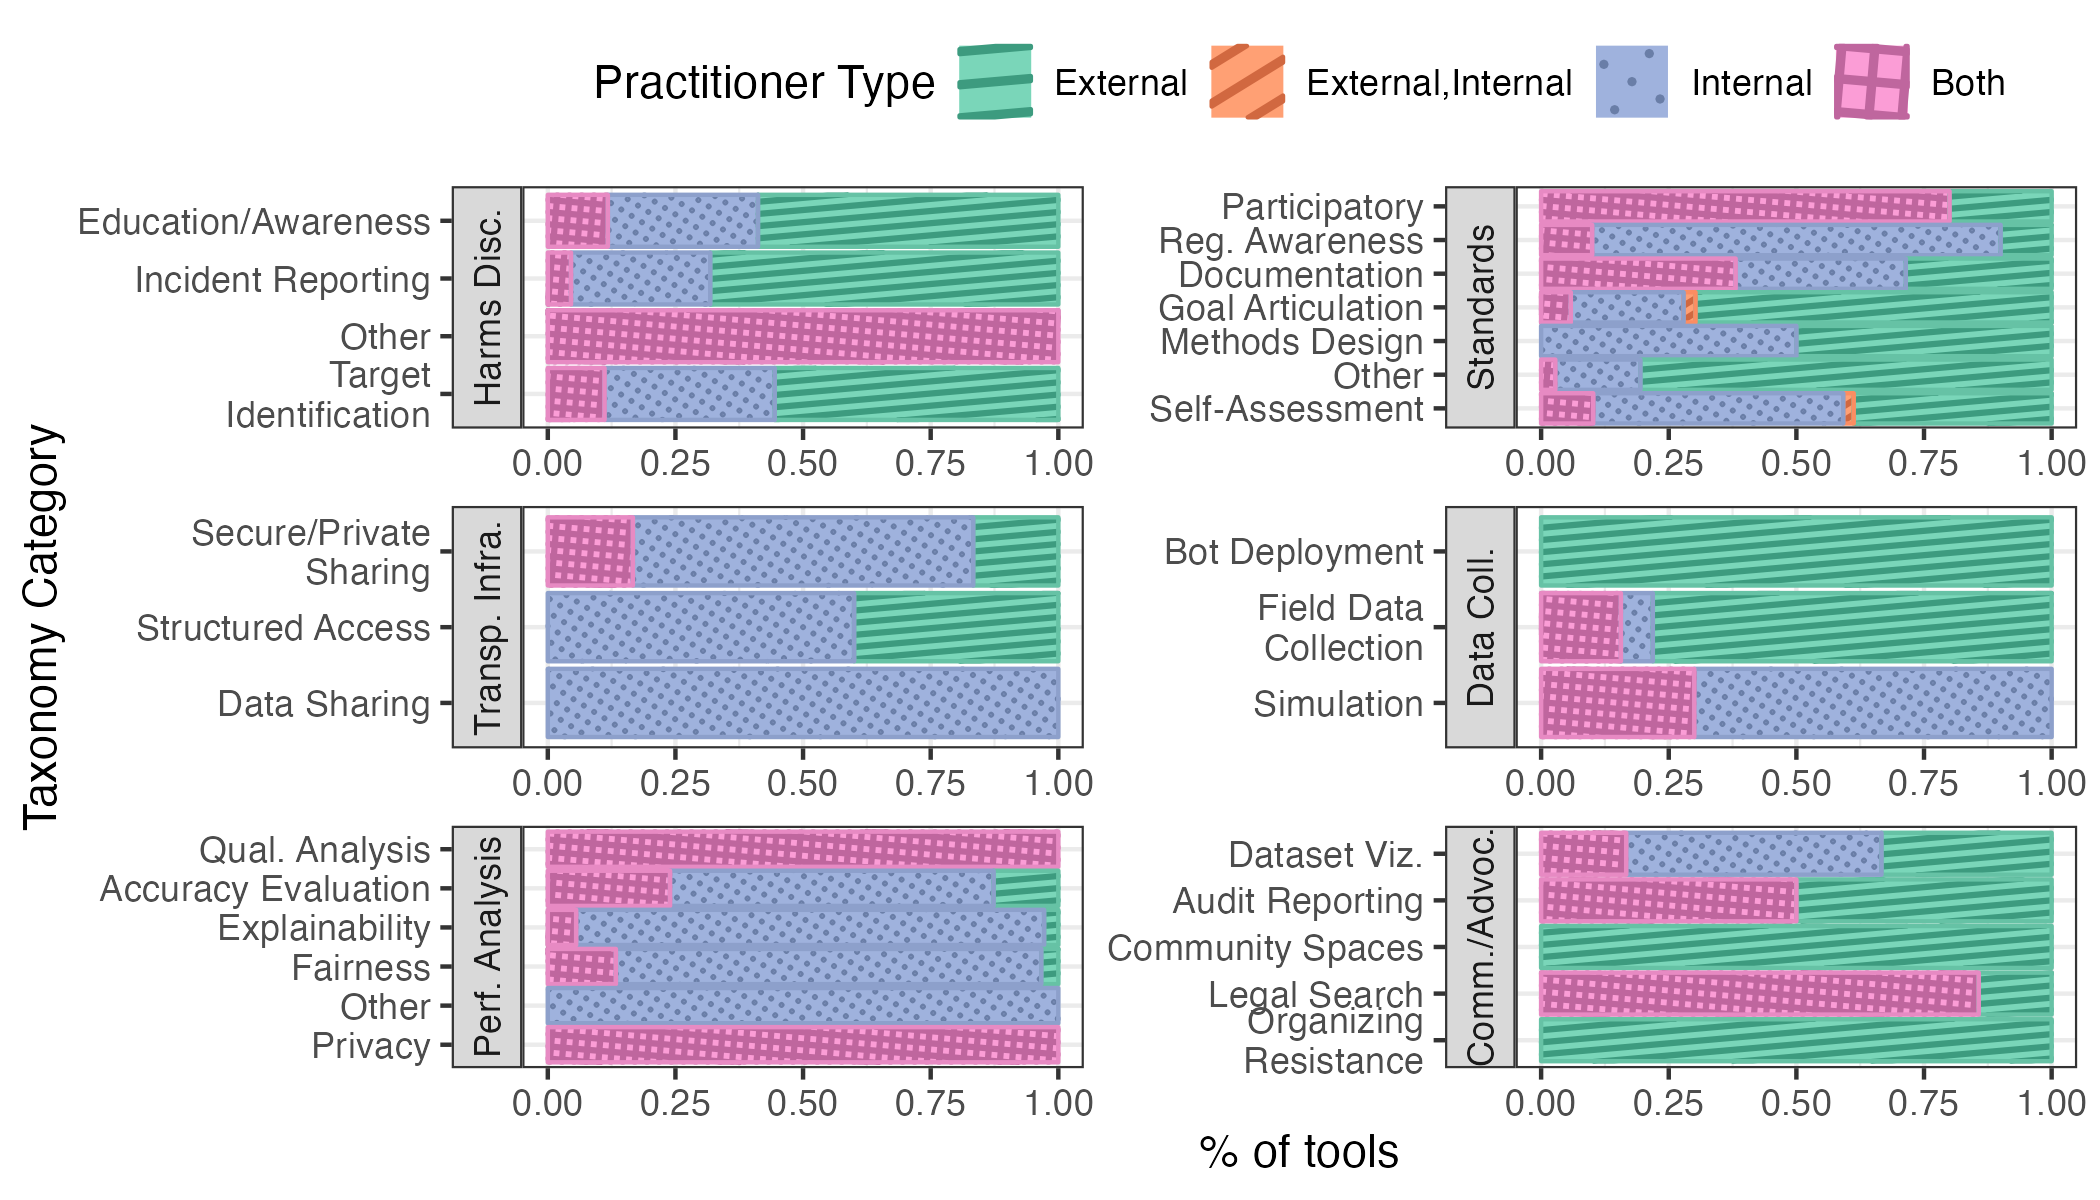 Practitioner Type External External,Internal Internal Both
Taxonomy Category
Education/Awareness
Incident Reporting
Other
Target
Identification
Harms Disc.
0.00 0.25 0.50 0.75 1.00
Participatory
Reg. Awareness
Documentation
Goal Articulation
Methods Design
Other
Self-Assessment
Standards
0.00 0.25 0.50 0.75 1.00
Secure/Private
Sharing
Structured Access
Data Sharing
Transp. Infra.
0.00 0.25 0.50 0.75 1.00
Bot Deployment
Field Data
Collection
Simulation
Data Coll.
0.00 0.25 0.50 0.75 1.00
Qual. Analysis
Accuracy Evaluation
Explainability
Fairness
Other
Privacy
Perf. Analysis
0.00 0.25 0.50 0.75 1.00
Dataset Viz.
Audit Reporting
Community Spaces
Legal Search
Organizing
Resistance
Comm./Advoc.
0.00 0.25 0.50 0.75 1.00
% of tools